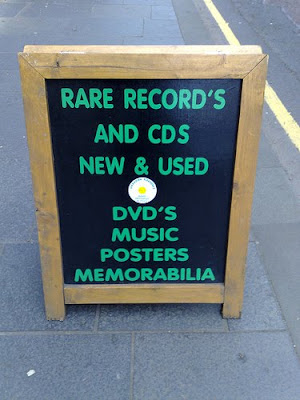 RARE RECORD'S
AND CDS
NEW & USED
DVD'S
MUSIC
POSTERS
MEMORABILIA